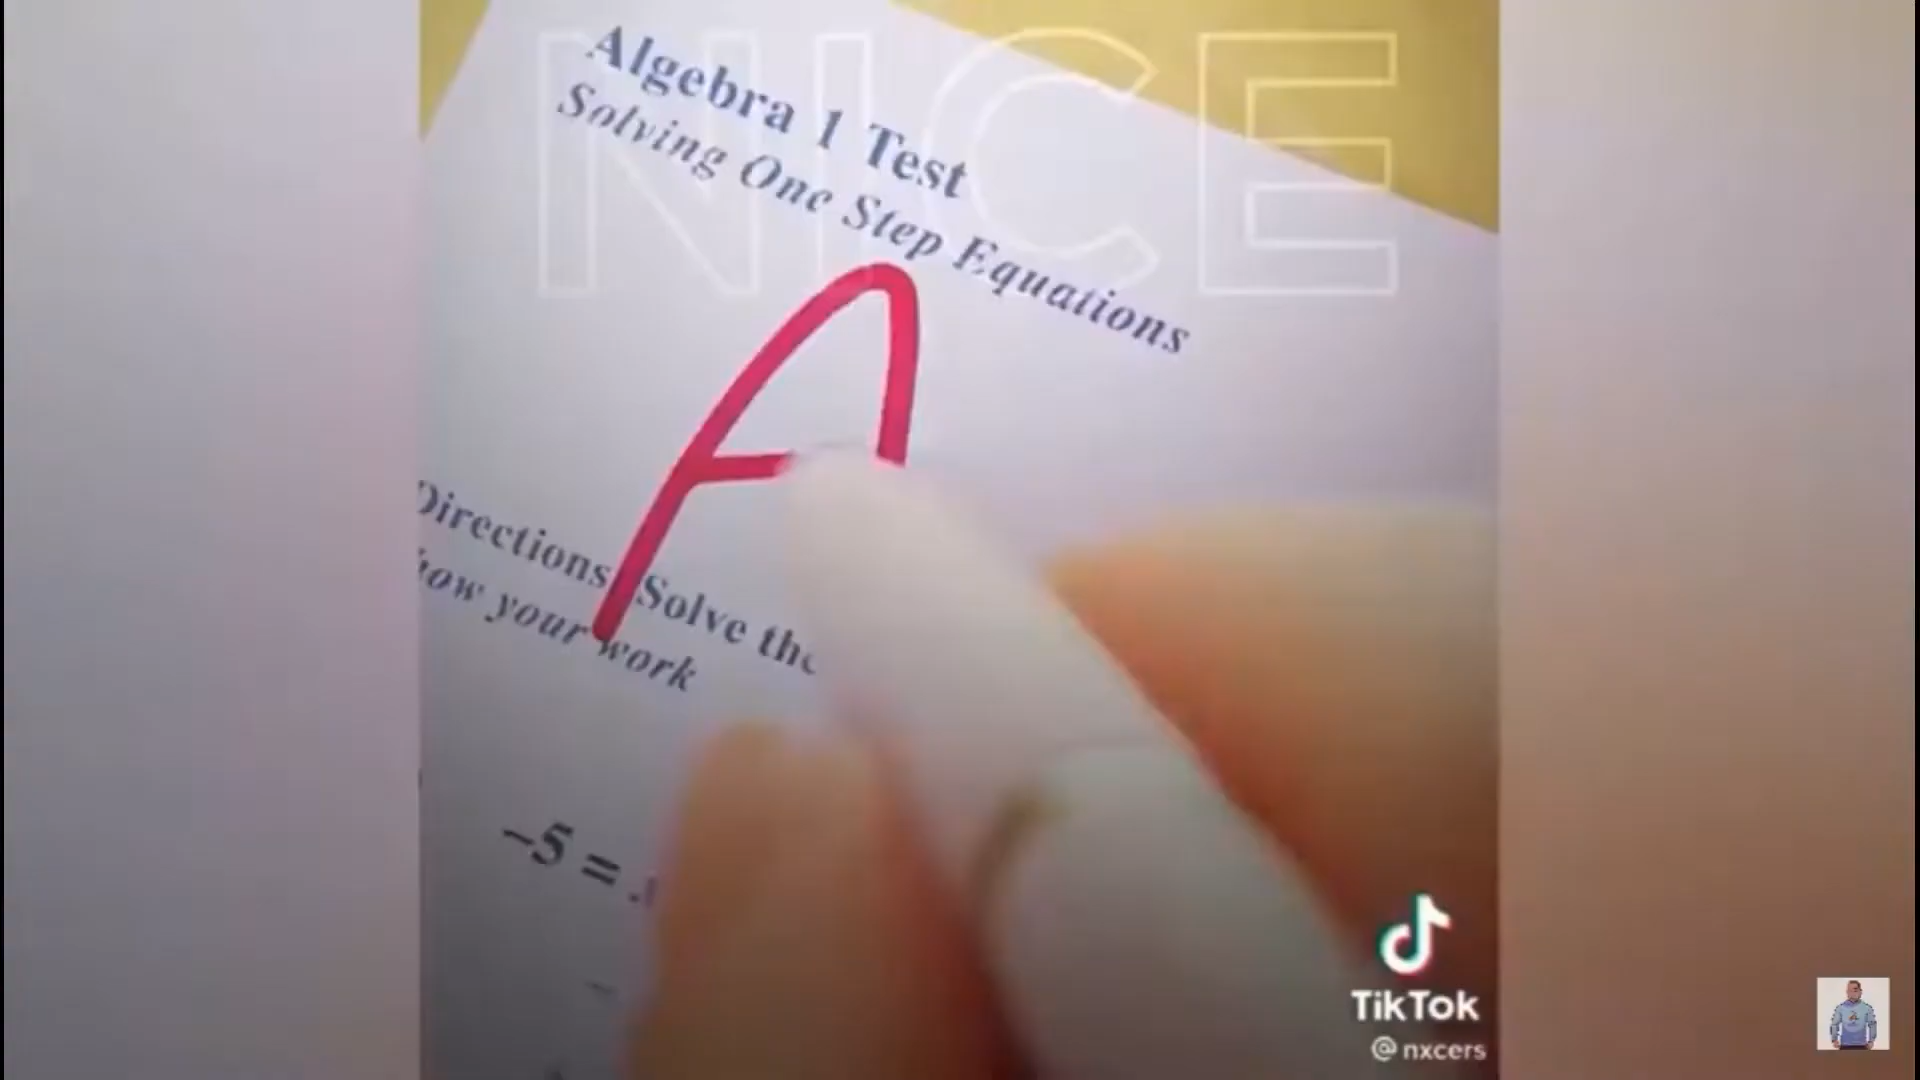 NICE
Algebra 1 Test
Solving One Step Equations
A
Directions Solve the
how your work
-5 =
TikTok
@nxcers